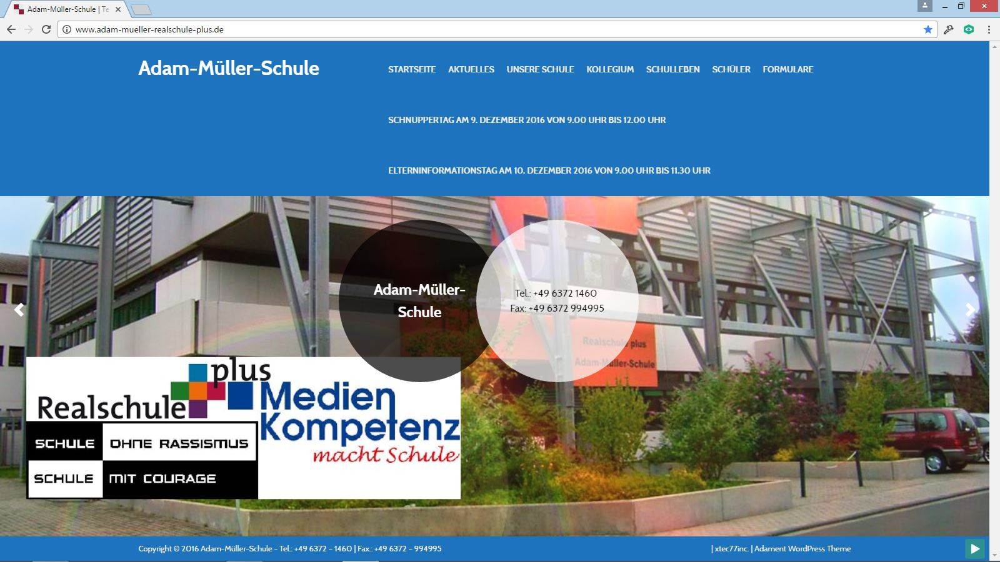 Adam-Müller-Schule | Te
www.adam-mueller-realschule-plus.de
Adam-Müller-Schule
STARTSEITE AKTUELLES UNSERE SCHULE KOLLEGIUM SCHULLEBEN SCHÜLER FORMULARE
SCHNUPPERTAG AM 9. DEZEMBER 2016 VON 9.00 UHR BIS 12.00 UHR
ELTERNINFORMATIONSTAG AM 10. DEZEMBER 2016 VON 9.00 UHR BIS 11.30 UHR
Adam-Müller-
Schule
Tel.: +49 6372 1460
Fax: +49 6372 994995
Realschule plus
Adam-Müller-Schule
Realschule plus
Medien
Kompetenz
macht Schule
SCHULE OHNE RASSISMUS
SCHULE MIT COURAGE
Copyright © 2016 Adam-Müller-Schule - Tel.: +49 6372 – 1460 | Fax.: +49 6372 – 994995
| xtec77inc. | Adament WordPress Theme